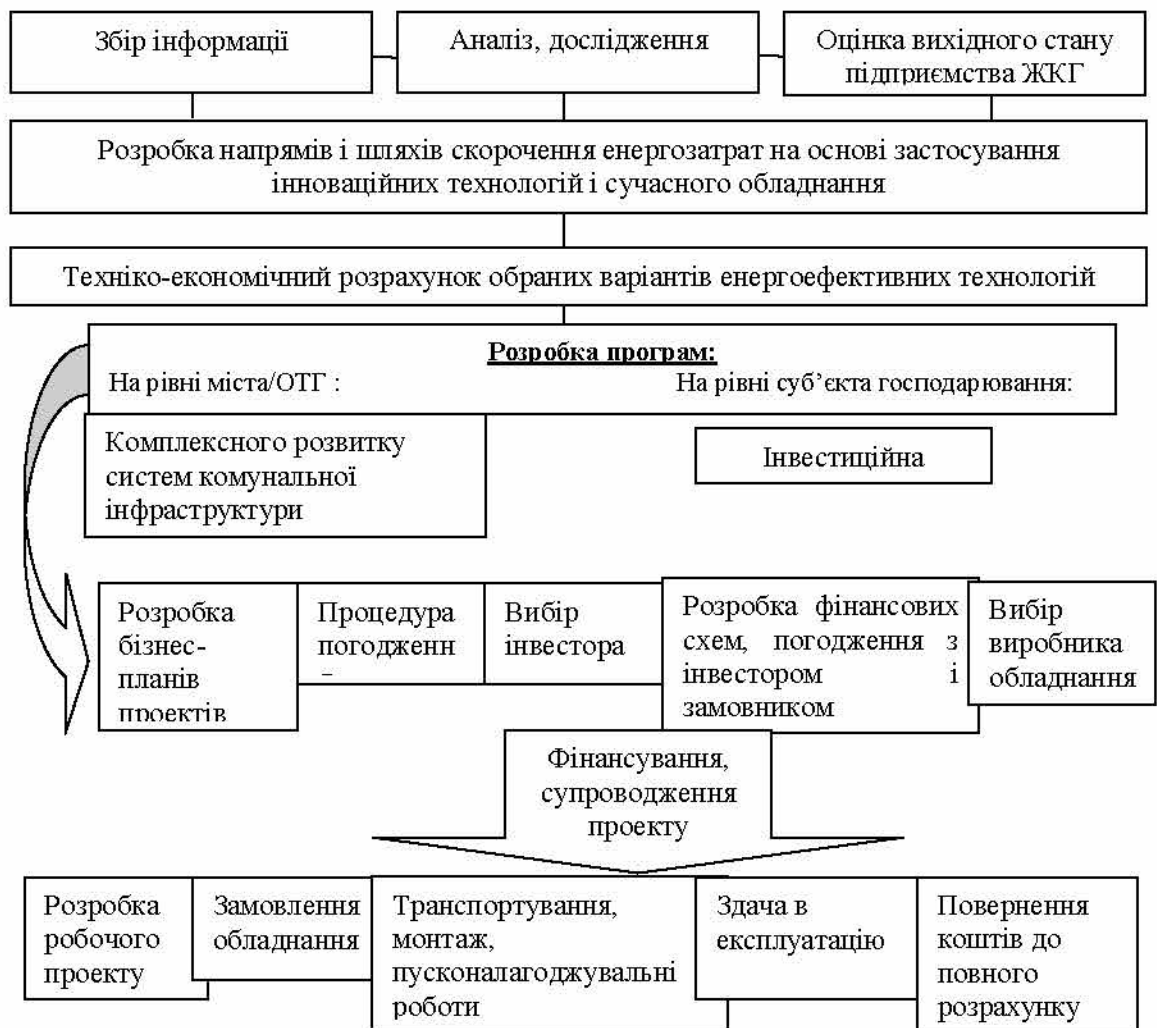 Збір інформації
Аналіз, дослідження
Оцінка вихідного стану
підприємства ЖКГ
Розробка напрямів і шляхів скорочення енергозатрат на основі застосування
інноваційних технологій і сучасного обладнання
Техніко-економічний розрахунок обраних варіантів енергоефективних технологій
Розробка програм:
На рівні міста/ОТГ :
На рівні суб’єкта господарювання:
Комплексного розвитку
систем комунальної
інфраструктури
Інвестиційна
Розробка
бізнес-
планів
проектів
Процедура
погодженн
Вибір
інвестора
Розробка фінансових
схем, погодження з
інвестором і
замовником
Вибір
виробника
обладнання
Фінансування,
супроводження
проекту
Розробка
робочого
проекту
Замовлення
обладнання
Транспортування,
монтаж,
пусконалагоджувальні
роботи
Здача в
експлуатацію
Повернення
коштів до
повного
розрахунку